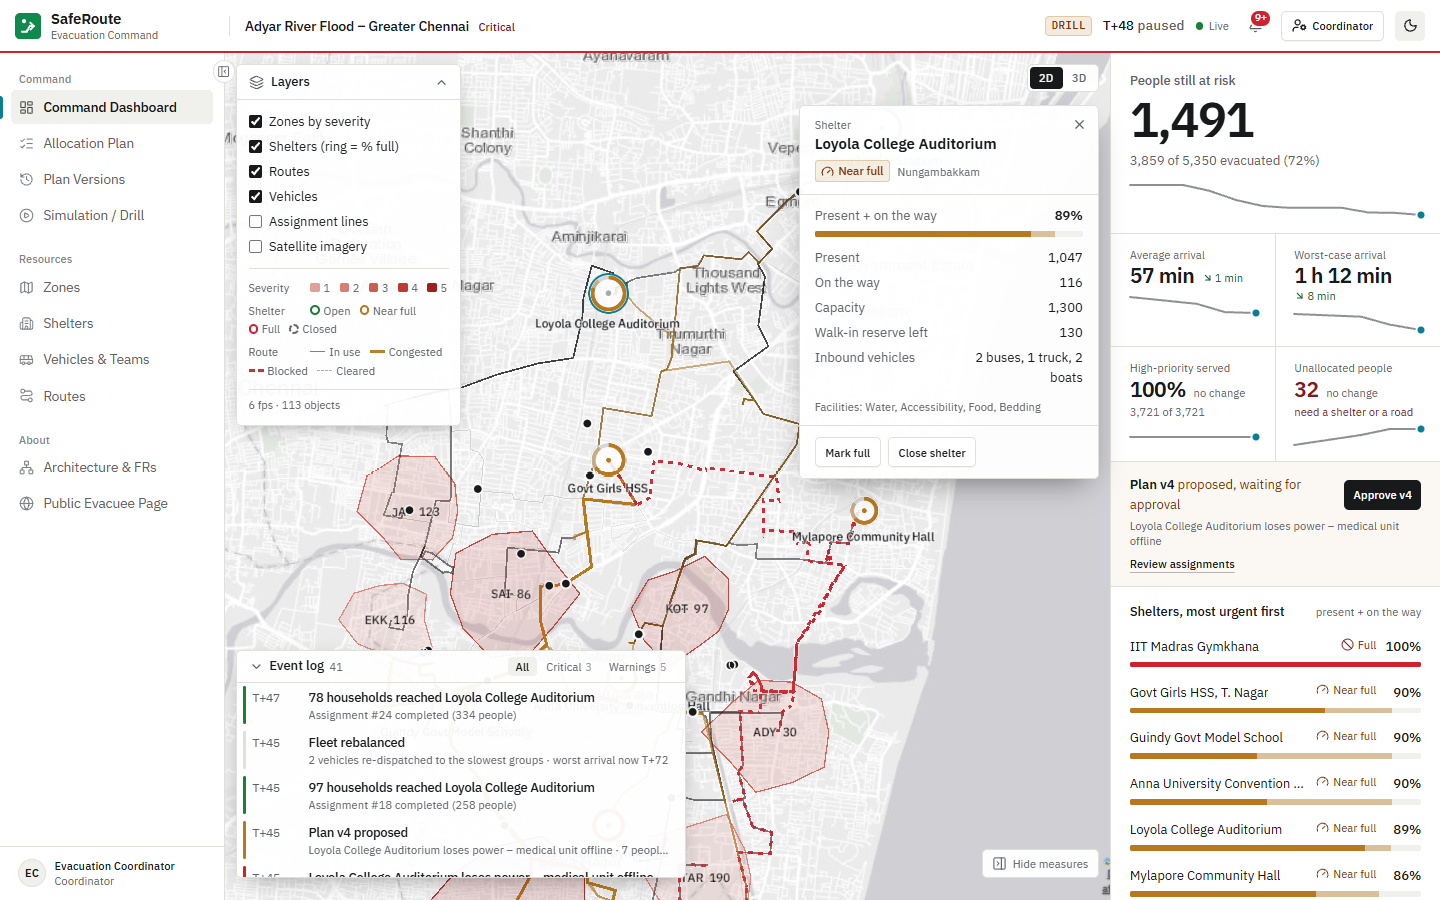 SafeRoute
Evacuation Command
Adyar River Flood – Greater Chennai Critical
DRILL T+48 paused Live 9+ Coordinator
Command
Command Dashboard
Allocation Plan
Plan Versions
Simulation / Drill
Resources
Zones
Shelters
Vehicles & Teams
Routes
About
Architecture & FRs
Public Evacuee Page
EC
Evacuation Coordinator
Coordinator
Layers
Zones by severity
Shelters (ring = % full)
Routes
Vehicles
Assignment lines
Satellite imagery
Severity 1 2 3 4 5
Shelter Open Near full
Full Closed
Route In use Congested
Blocked Cleared
6 fps · 113 objects
Ayanavaram
Shanthi
Colony
Aminjikarai
Thousand
Lights West
Loyola College Auditorium
Tirumurthi
Nagar
Govt Girls HSS
Mylapore Community Hall
JAF 123
SAI 86
EKK 116
KOT 97
Gandhi Nagar
Hall
ADY 30
TAR 190
2D 3D
Shelter
Loyola College Auditorium
Near full Nungambakkam
Present + on the way 89%
Present 1,047
On the way 116
Capacity 1,300
Walk-in reserve left 130
Inbound vehicles 2 buses, 1 truck, 2
boats
Facilities: Water, Accessibility, Food, Bedding
Mark full Close shelter
Event log 41 All Critical 3 Warnings 5
T+47 78 households reached Loyola College Auditorium
Assignment #24 completed (334 people)
T+45 Fleet rebalanced
2 vehicles re-dispatched to the slowest groups · worst arrival now T+72
T+45 97 households reached Loyola College Auditorium
Assignment #18 completed (258 people)
T+45 Plan v4 proposed
Loyola College Auditorium loses power – medical unit offline · 7 peopl...
T+45 Loyola College Auditorium loses power – medical unit offline
Hide measures
People still at risk
1,491
3,859 of 5,350 evacuated (72%)
Average arrival
57 min 1 min
Worst-case arrival
1 h 12 min
8 min
High-priority served
100% no change
3,721 of 3,721
Unallocated people
32 no change
need a shelter or a road
Plan v4 proposed, waiting for
approval
Approve v4
Loyola College Auditorium loses power – medical unit
offline
Review assignments
Shelters, most urgent first present + on the way
IIT Madras Gymkhana Full 100%
Govt Girls HSS, T. Nagar Near full 90%
Guindy Govt Model School Near full 90%
Anna University Convention ... Near full 90%
Loyola College Auditorium Near full 89%
Mylapore Community Hall Near full 86%